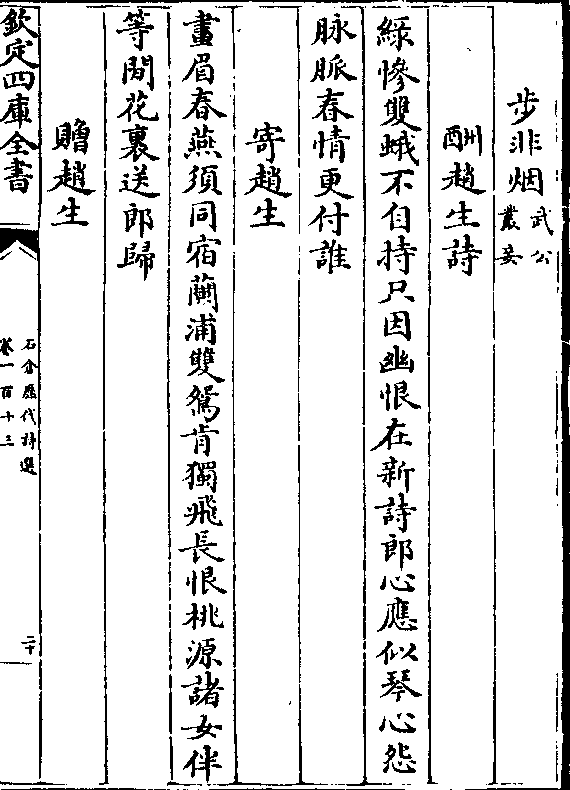 步非烟武公叢妾
酬趙生詩
綠慘雙蛾不自持只因幽恨在新詩郎心應似琴心怨
脉脈春情更付誰
寄趙生
畫眉春燕須同宿蘭浦雙鴛肯獨飛長恨桃源諸女伴
等閒花裏送郎歸
贈趙生
欽定四庫全書
石倉歷代詩選
卷一百十三
二十